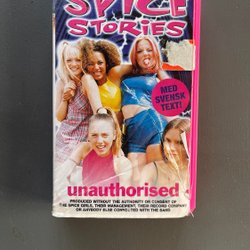 SPICE
STORIES
MED
SVENSK
TEXT!
unauthorised
PRODUCED WITHOUT THE AUTHORITY OR CONSENT OF
THE SPICE GIRLS, THEIR MANAGEMENT, THEIR RECORD COMPANY
OR ANYBODY ELSE CONNECTED WITH THE BAND